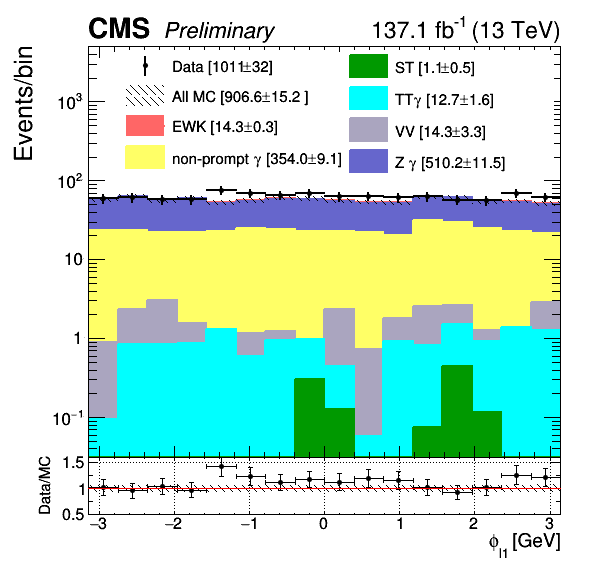 CMS Preliminary 137.1 fb⁻¹ (13 TeV)
Events/bin
Data [1011±32]
All MC [906.6±15.2 ]
EWK [14.3±0.3]
non-prompt γ [354.0±9.1]
ST [1.1±0.5]
TTγ [12.7±1.6]
VV [14.3±3.3]
Z γ [510.2±11.5]
10³
10²
10
1
10⁻¹
Data/MC
1.5
1
0.5
−3 −2 −1 0 1 2 3
ϕ_l1 [GeV]